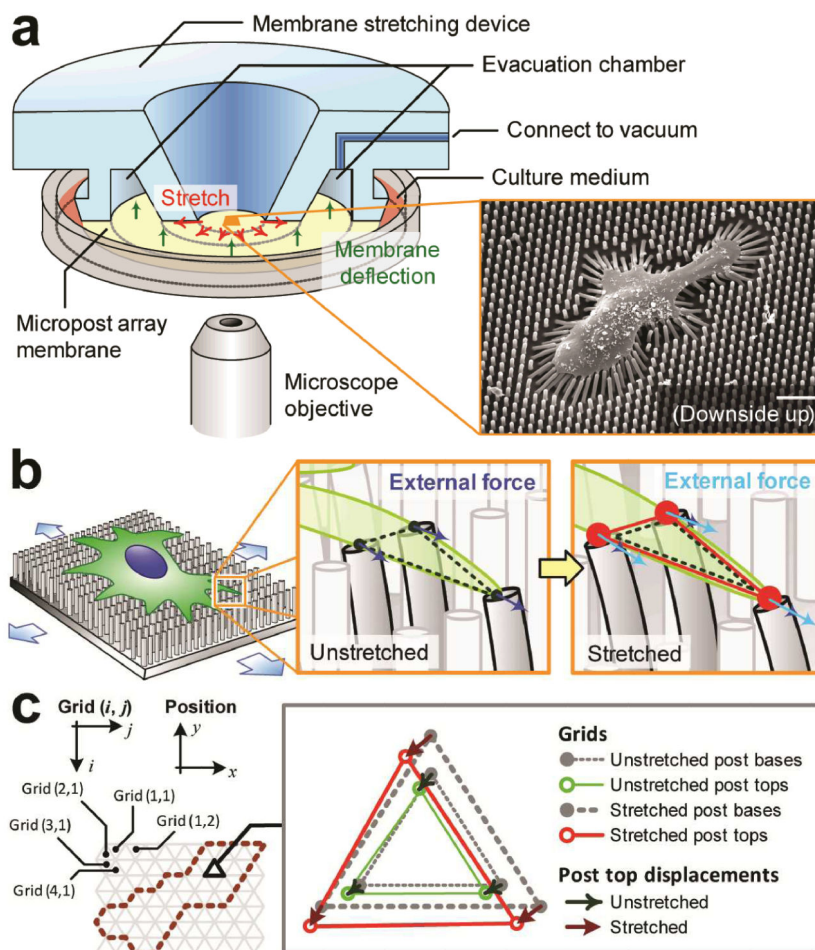 a
Membrane stretching device
Evacuation chamber
Connect to vacuum
Culture medium
Stretch
Membrane
deflection
Micropost array
membrane
Microscope
objective
(Downside up)
b
External force
Unstretched
External force
Stretched
c
Grid (i, j)
j
i
Position
y
x
Grid (2,1)
Grid (1,1)
Grid (3,1)
Grid (1,2)
Grid (4,1)
Grids
Unstretched post bases
Unstretched post tops
Stretched post bases
Stretched post tops
Post top displacements
Unstretched
Stretched